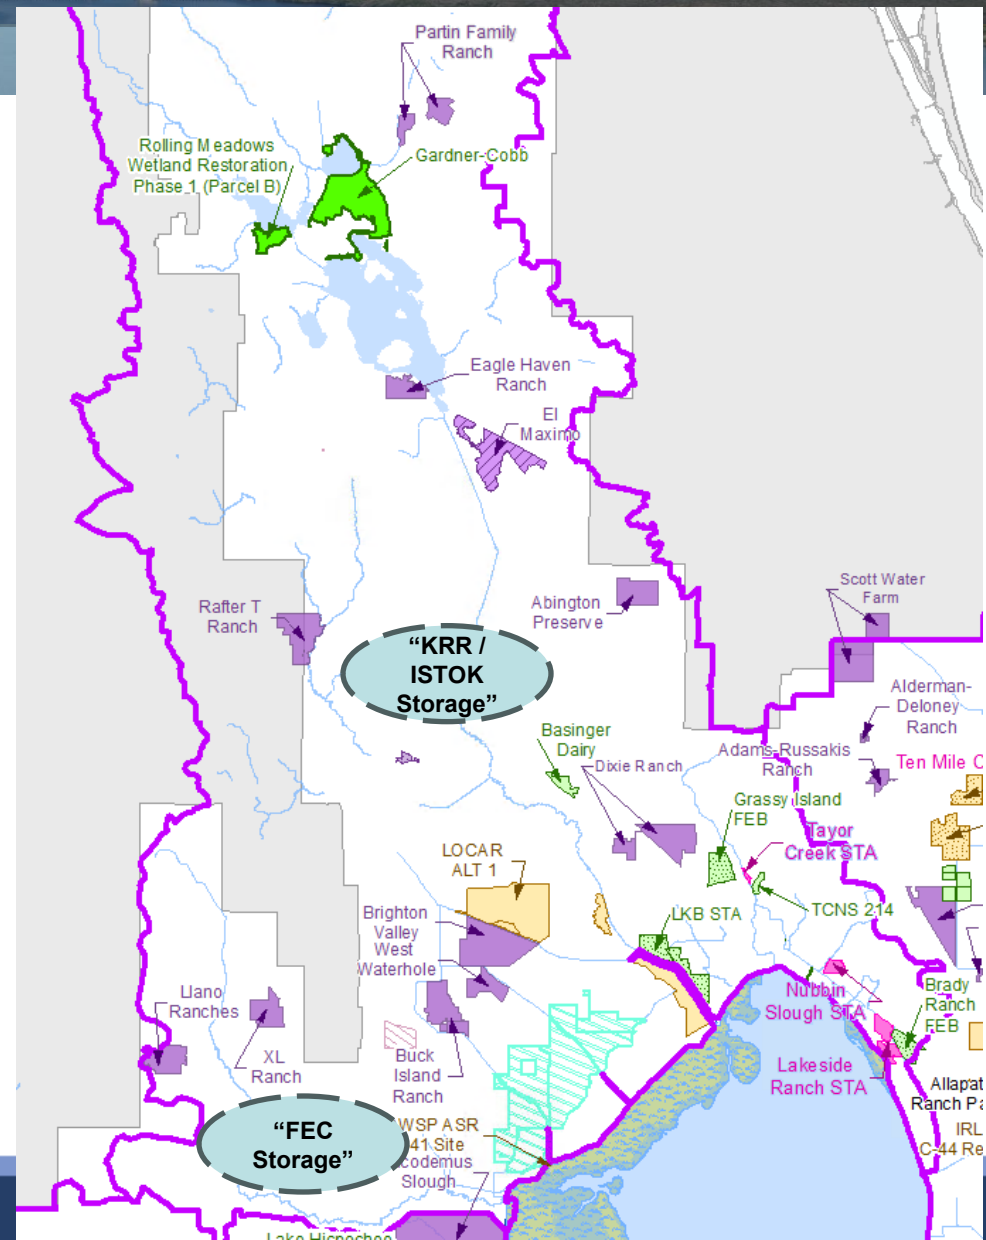 Partin Family
Ranch
Rolling Meadows
Wetland Restoration
Phase 1 (Parcel B)
Gardner-Cobb
Eagle Haven
Ranch
El
Maximo
Scott Water
Farm
Abington
Preserve
Rafter T
Ranch
“KRR /
ISTOK
Storage”
Alderman-
Deloney
Ranch
Basinger
Dairy
Dixie Ranch
Adams-Russakis
Ranch
Ten Mile C
Grassy Island
FEB
Tayor
Creek STA
LOCAR
ALT 1
TCNS 214
LKB STA
Brighton
Valley
West
Waterhole
Llano
Ranches
Nubbin
Slough STA
Brady
Ranch
FEB
XL
Ranch
Buck
Island
Ranch
Lakeside
Ranch STA
Allapat
Ranch Pa
IRL
C-44 Re
“FEC
Storage”
WSP ASR
41 Site
codemus
Slough
Lake Hicpochee